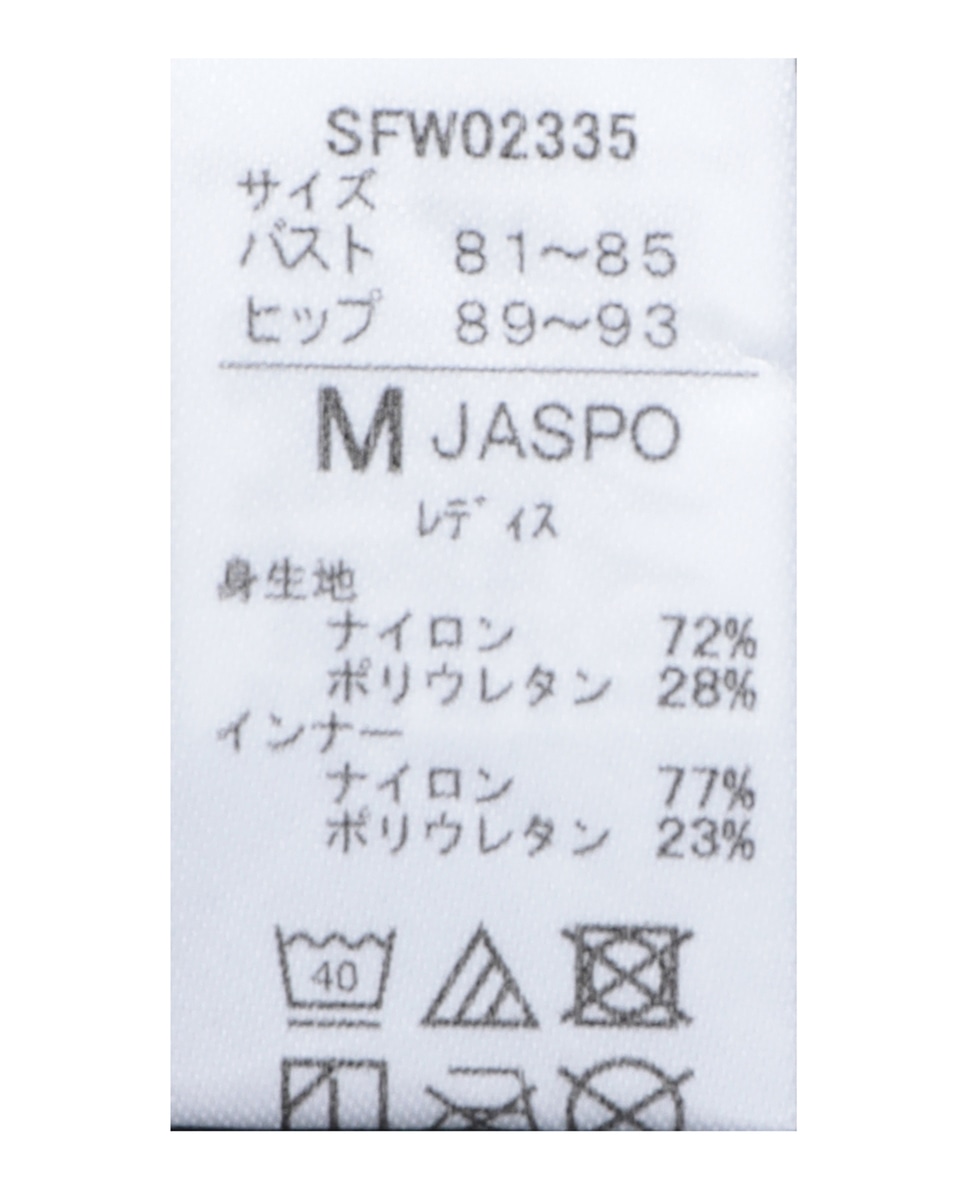 SFW02335
サイズ
バスト 81〜85
ヒップ 89〜93
M JASPO
レディス
身生地
ナイロン 72%
ポリウレタン 28%
インナー
ナイロン 77%
ポリウレタン 23%
40